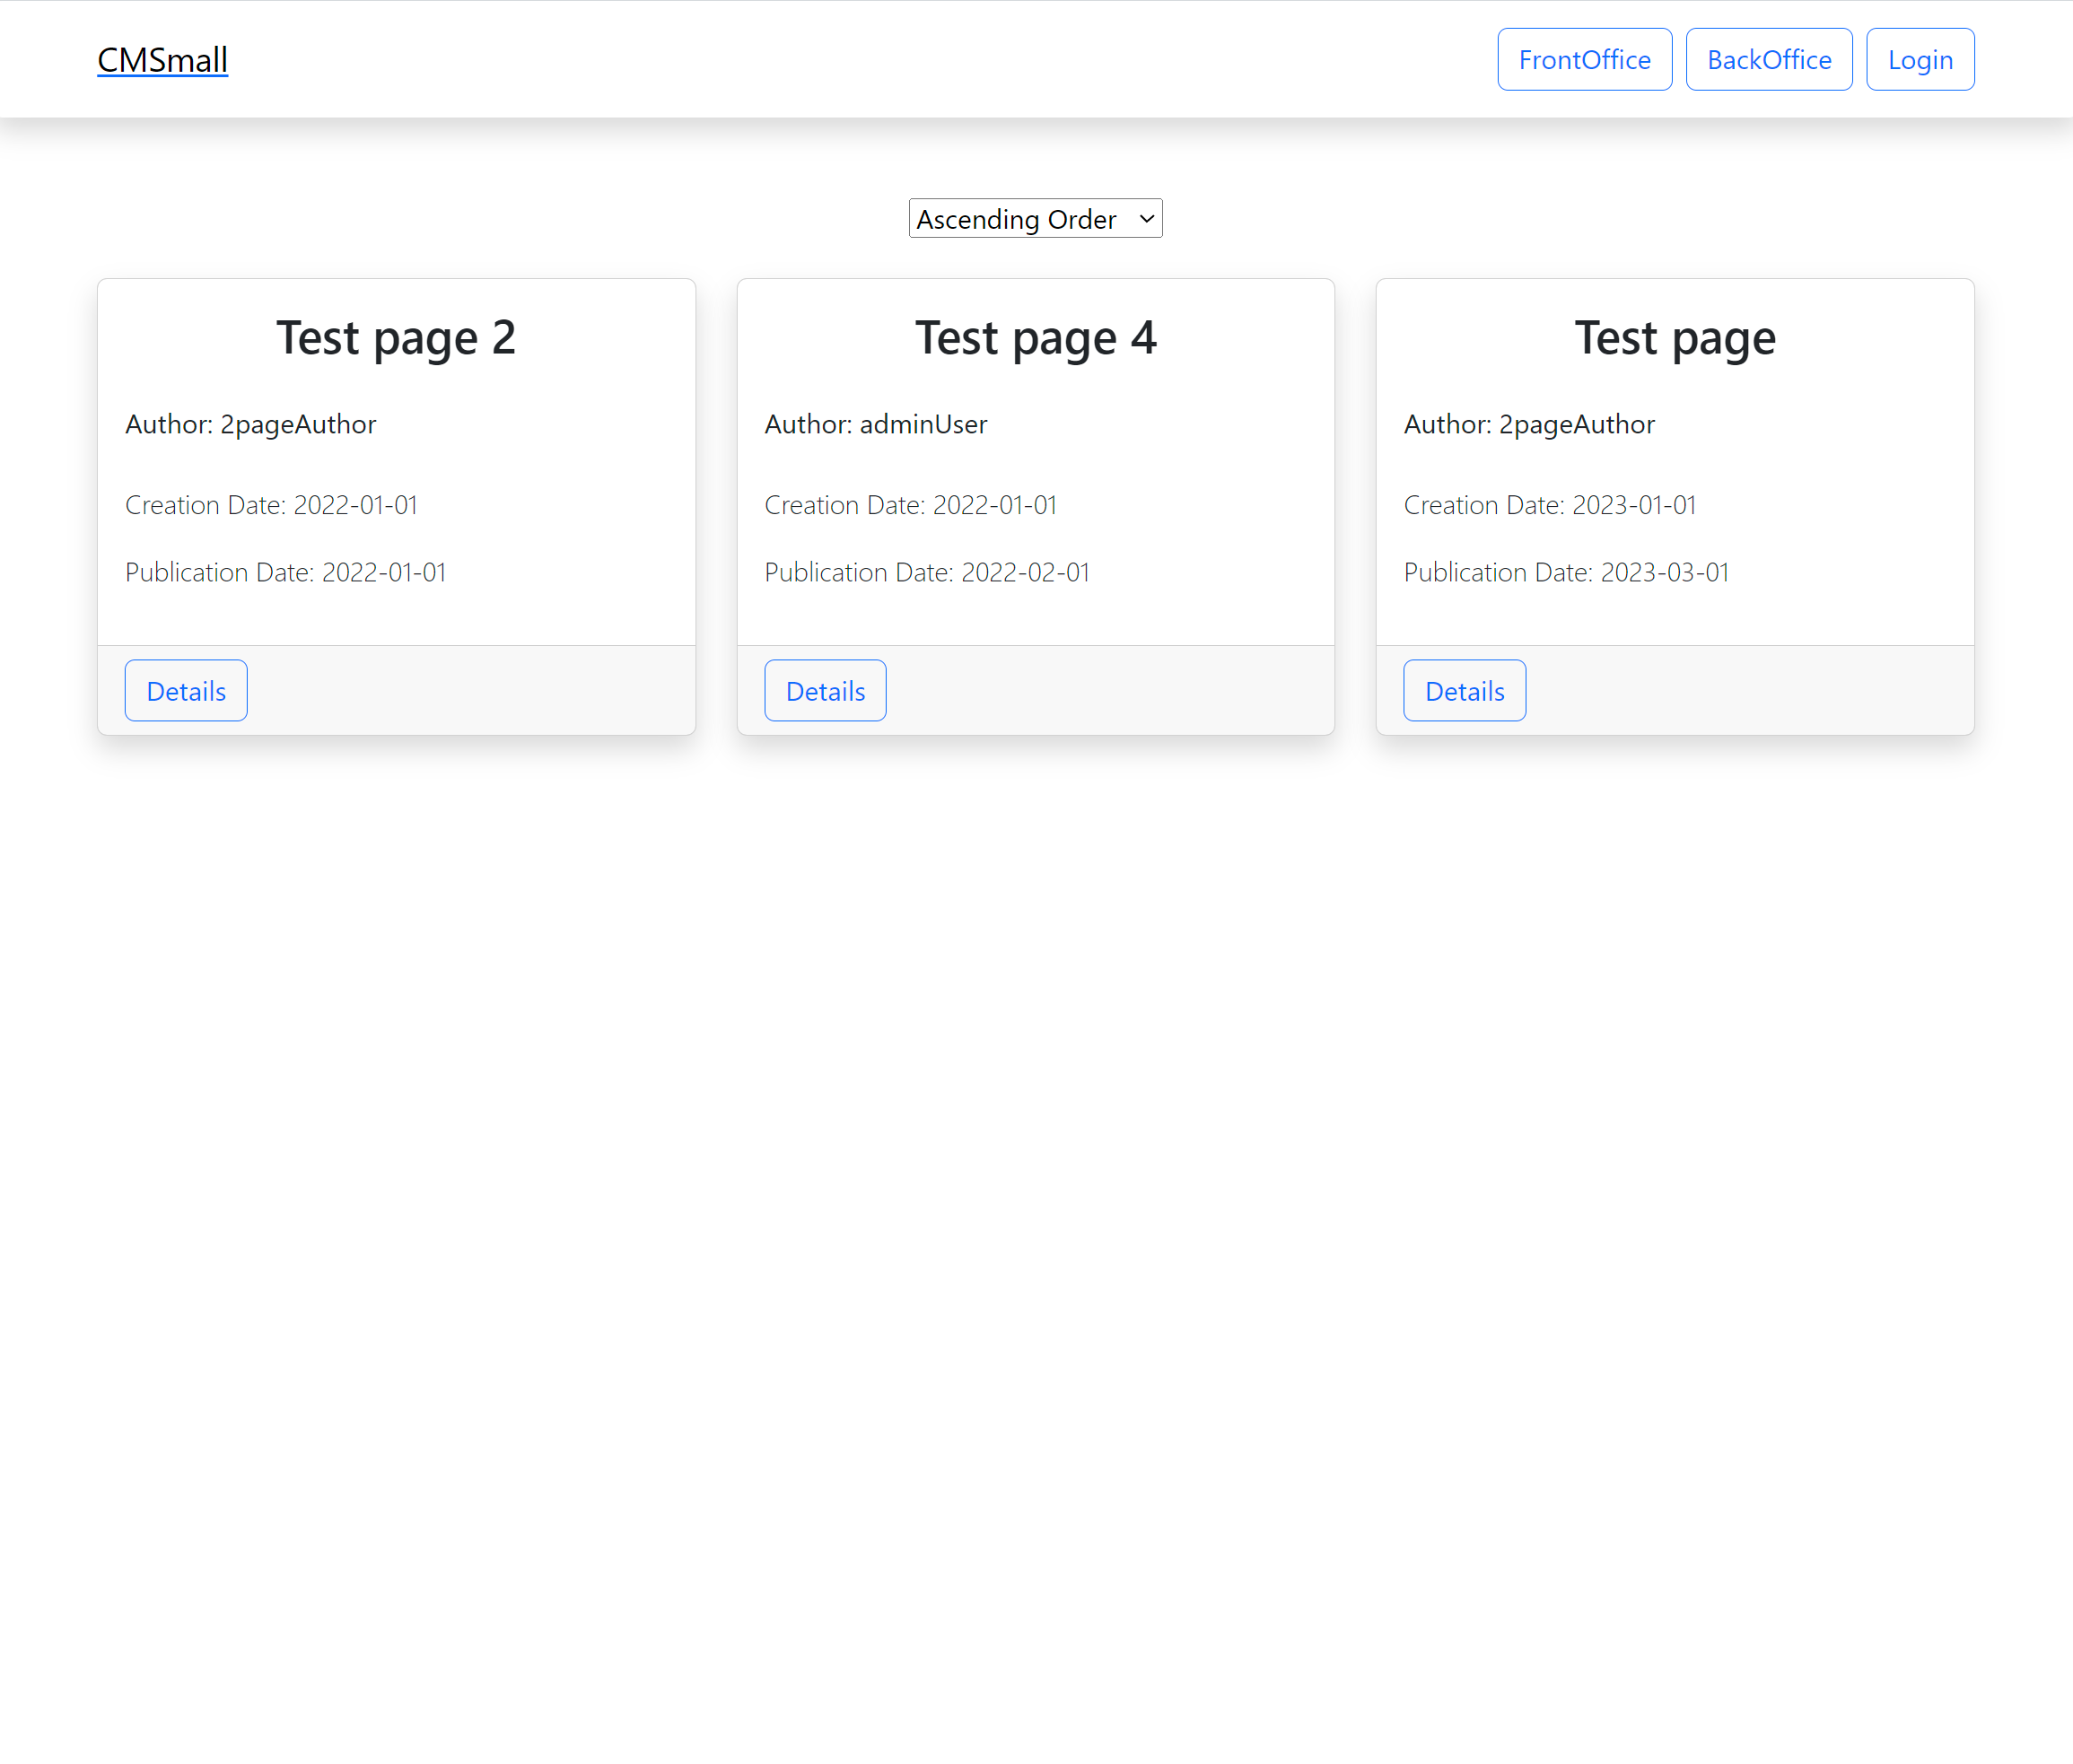 CMSmall
FrontOffice
BackOffice
Login
Ascending Order
Test page 2
Author: 2pageAuthor
Creation Date: 2022-01-01
Publication Date: 2022-01-01
Details
Test page 4
Author: adminUser
Creation Date: 2022-01-01
Publication Date: 2022-02-01
Details
Test page
Author: 2pageAuthor
Creation Date: 2023-01-01
Publication Date: 2023-03-01
Details